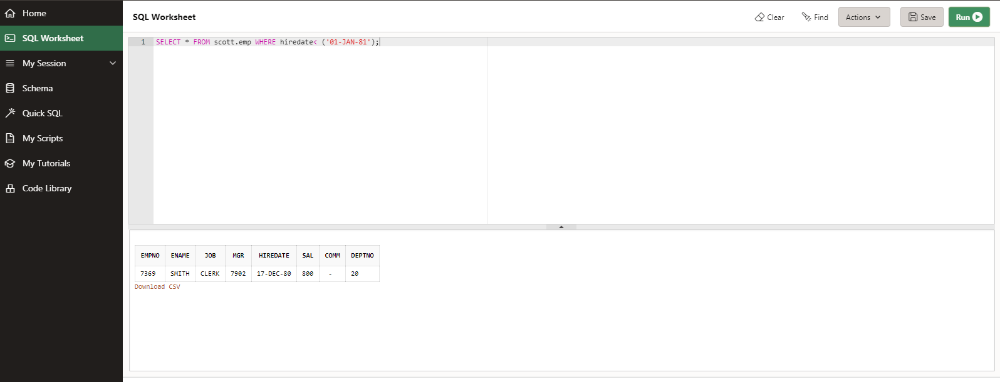 Home
SQL Worksheet
My Session
Schema
Quick SQL
My Scripts
My Tutorials
Code Library
SQL Worksheet
Clear Find Actions Save Run
1 SELECT * FROM scott.emp WHERE hiredate< ('01-JAN-81');
EMPNO ENAME JOB MGR HIREDATE SAL COMM DEPTNO
7369 SMITH CLERK 7902 17-DEC-80 800 - 20
Download CSV